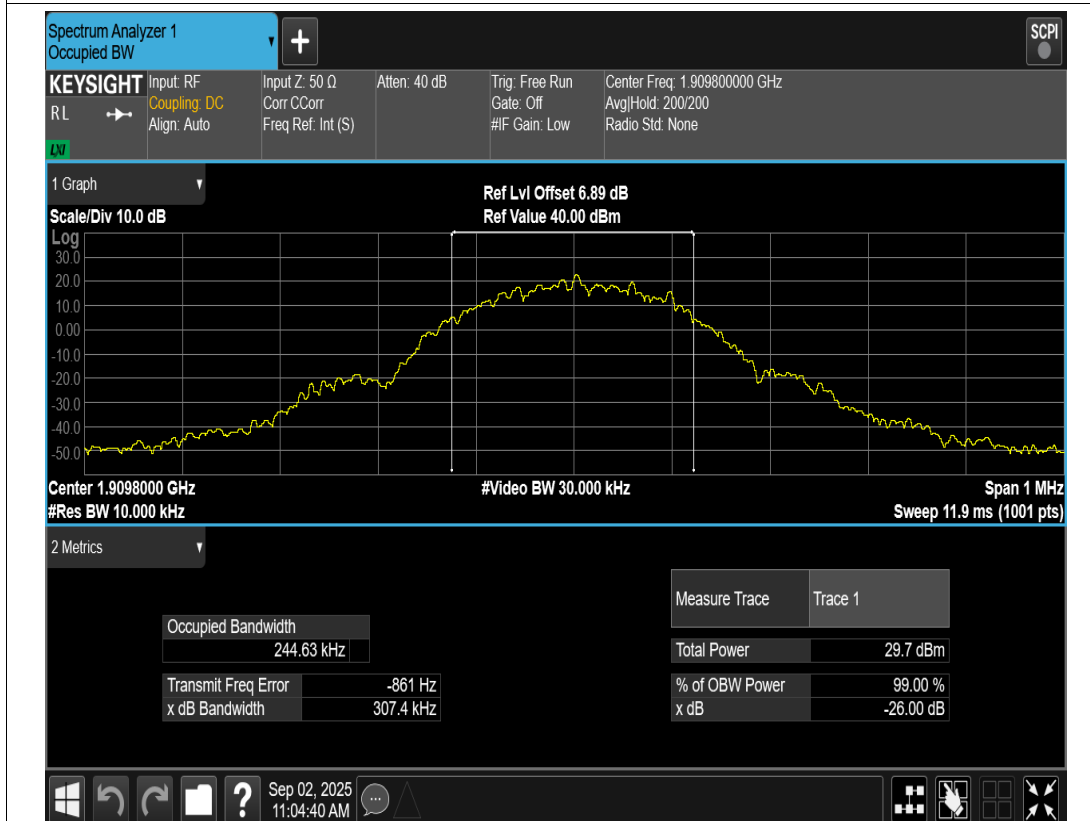 Spectrum Analyzer 1
Occupied BW
+
SCPI
KEYSIGHT
RL
LXI
Input: RF
Coupling: DC
Align: Auto
Input Z: 50 Ω
Corr CCorr
Freq Ref: Int (S)
Atten: 40 dB
Trig: Free Run
Gate: Off
#IF Gain: Low
Center Freq: 1.909800000 GHz
Avg|Hold: 200/200
Radio Std: None
1 Graph
Scale/Div 10.0 dB
Ref Lvl Offset 6.89 dB
Ref Value 40.00 dBm
Log
30.0
20.0
10.0
0.00
-10.0
-20.0
-30.0
-40.0
-50.0
Center 1.9098000 GHz
#Res BW 10.000 kHz
#Video BW 30.000 kHz
Span 1 MHz
Sweep 11.9 ms (1001 pts)
2 Metrics
Occupied Bandwidth
244.63 kHz
Transmit Freq Error -861 Hz
x dB Bandwidth 307.4 kHz
Measure Trace Trace 1
Total Power 29.7 dBm
% of OBW Power 99.00 %
x dB -26.00 dB
?
Sep 02, 2025
11:04:40 AM